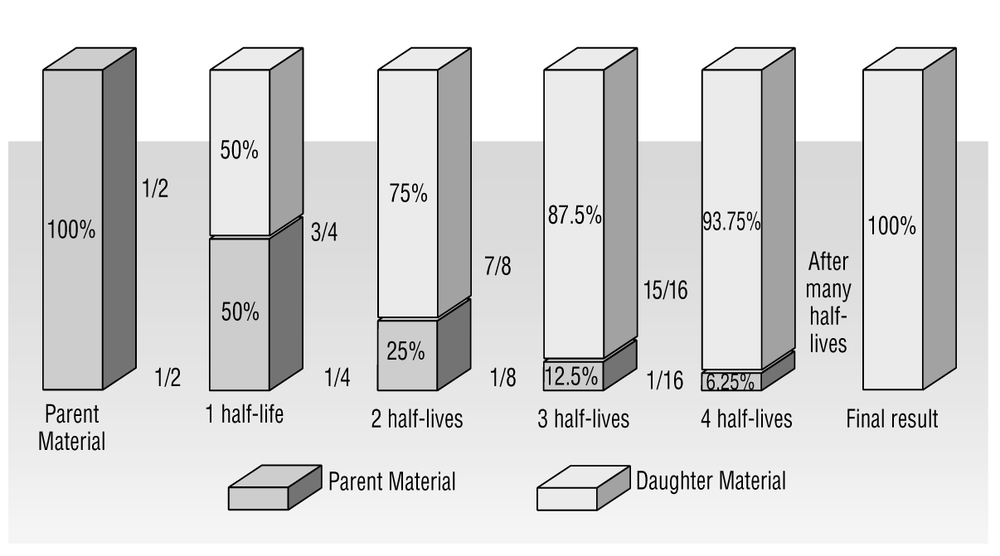 100%
1/2
1/2
Parent
Material
50%
50%
3/4
1/4
1 half-life
75%
25%
7/8
1/8
2 half-lives
87.5%
12.5%
15/16
1/16
3 half-lives
93.75%
6.25%
4 half-lives
After
many
half-
lives
100%
Final result
Parent Material
Daughter Material